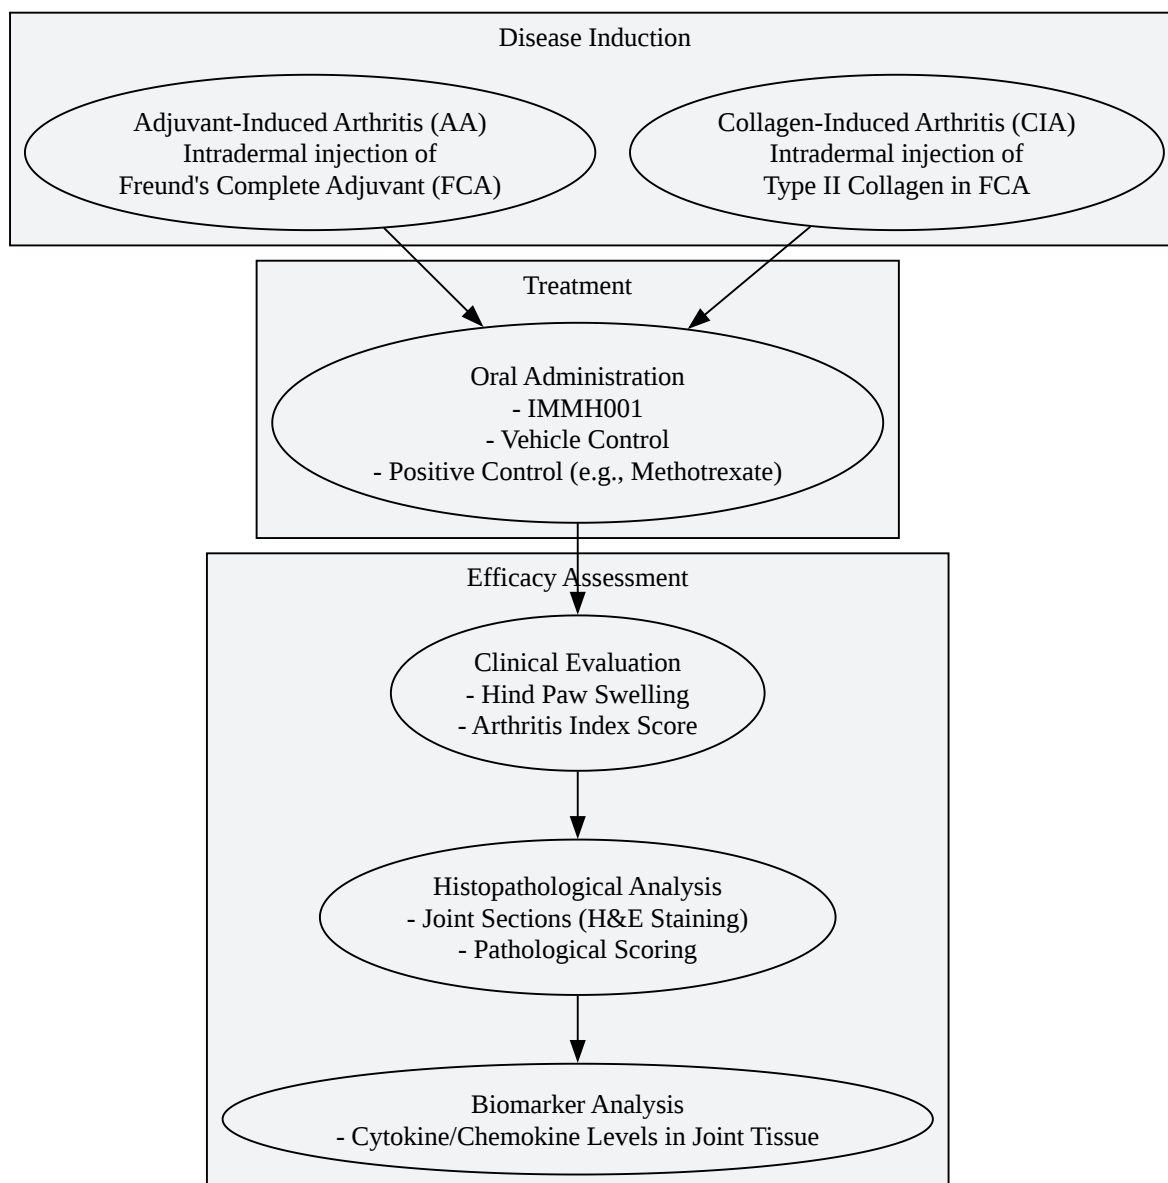 Disease Induction
Adjuvant-Induced Arthritis (AA)
Intradermal injection of
Freund's Complete Adjuvant (FCA)
Collagen-Induced Arthritis (CIA)
Intradermal injection of
Type II Collagen in FCA
Treatment
Oral Administration
- IMMH001
- Vehicle Control
- Positive Control (e.g., Methotrexate)
Efficacy Assessment
Clinical Evaluation
- Hind Paw Swelling
- Arthritis Index Score
Histopathological Analysis
- Joint Sections (H&E Staining)
- Pathological Scoring
Biomarker Analysis
- Cytokine/Chemokine Levels in Joint Tissue